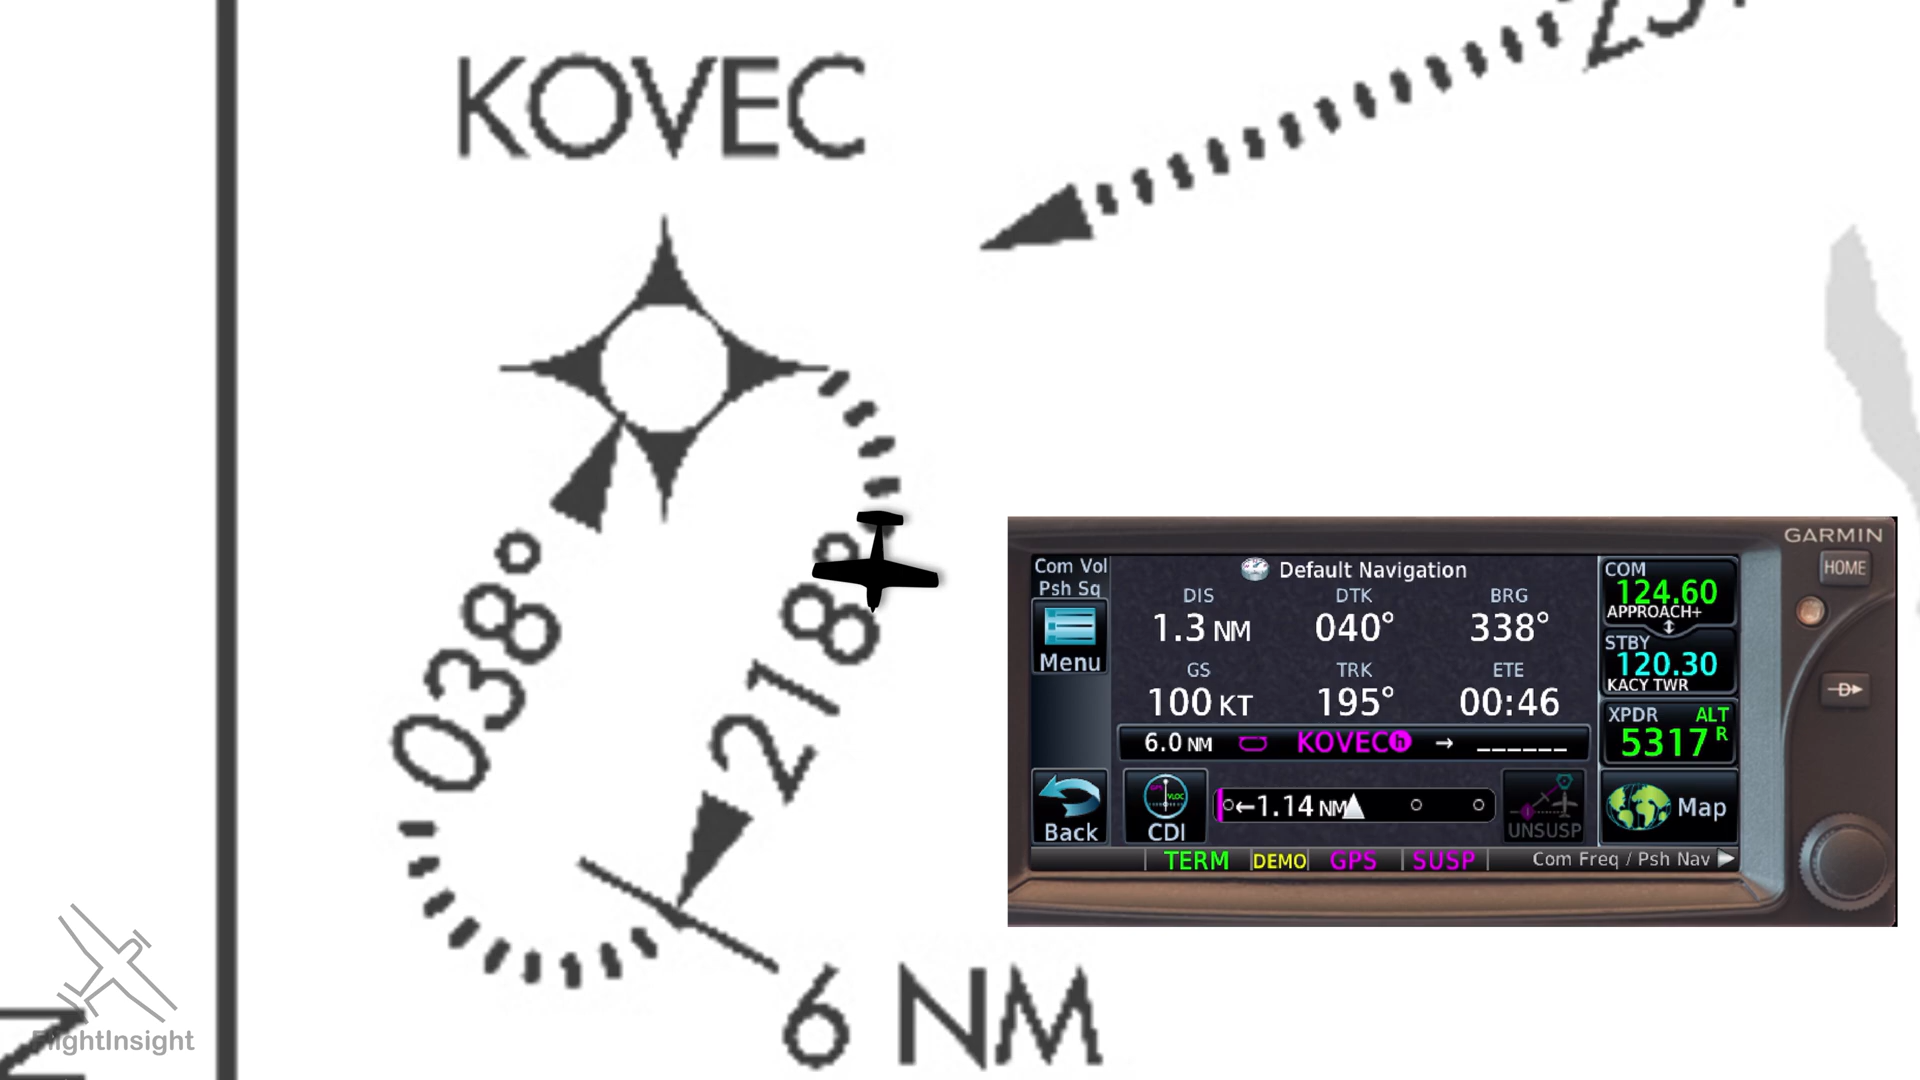 KOVEC
038°
218°
6 NM
GARMIN
HOME
Com Vol
Psh Sq
Menu
Back
Default Navigation
DIS DTK BRG
1.3 NM 040° 338°
GS TRK ETE
100 KT 195° 00:46
6.0 NM KOVEC h → ______
CDI
←1.14 NM
UNSUSP
TERM DEMO GPS SUSP
Com Freq / Psh Nav
COM
124.60
APPROACH+
STBY
120.30
KACY TWR
XPDR ALT
5317 R
Map
D
FlightInsight